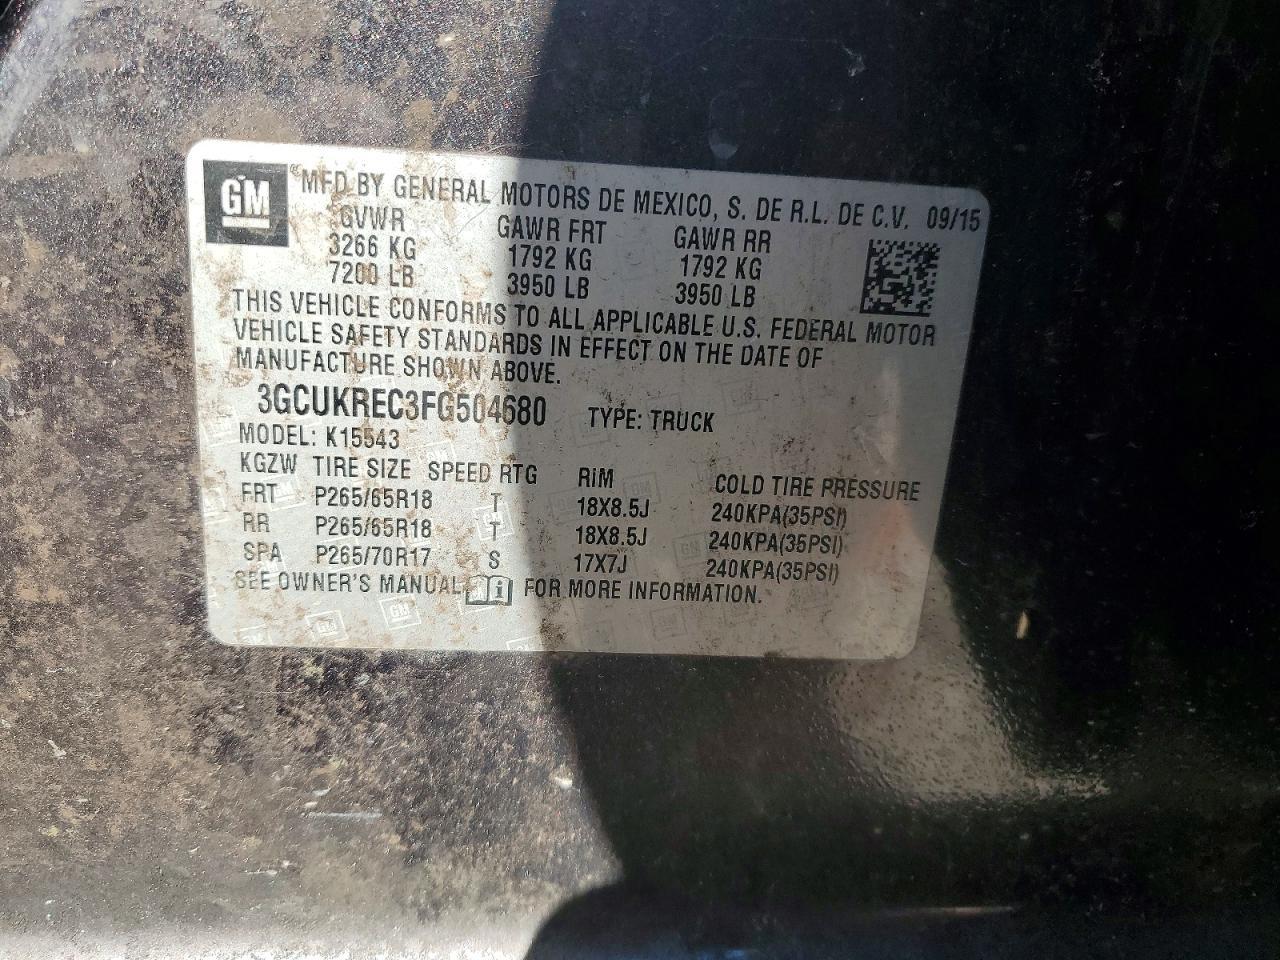 GM ®MFD BY GENERAL MOTORS DE MEXICO, S. DE R.L. DE C.V. 09/15
GVWR GAWR FRT GAWR RR
3266 KG 1792 KG 1792 KG
7200 LB 3950 LB 3950 LB
THIS VEHICLE CONFORMS TO ALL APPLICABLE U.S. FEDERAL MOTOR
VEHICLE SAFETY STANDARDS IN EFFECT ON THE DATE OF
MANUFACTURE SHOWN ABOVE.
3GCUKREC3FG504680 TYPE: TRUCK
MODEL: K15543
KGZW TIRE SIZE SPEED RTG RIM COLD TIRE PRESSURE
FRT P265/65R18 T 18X8.5J 240KPA(35PSI)
RR P265/65R18 T 18X8.5J 240KPA(35PSI)
SPA P265/70R17 S 17X7J 240KPA(35PSI)
SEE OWNER'S MANUAL i FOR MORE INFORMATION.